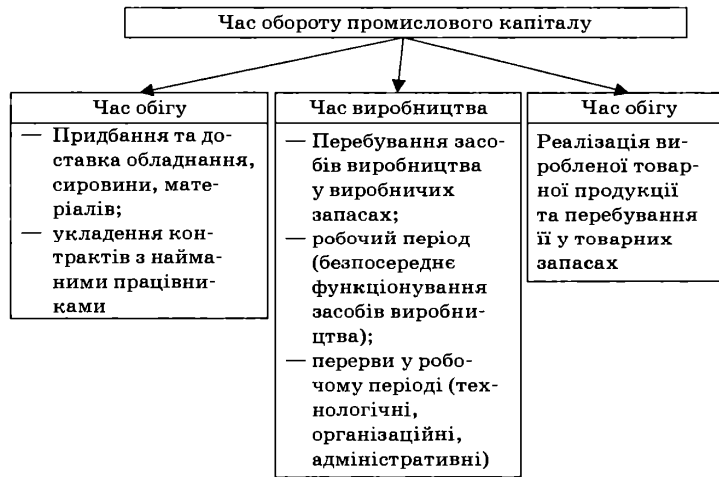 Час обороту промислового капіталу
Час обігу
— Придбання та до-
ставка обладнання,
сировини, мате-
ріалів;
— укладення кон-
трактів з найма-
ними працівни-
ками
Час виробництва
— Перебування засо-
бів виробництва
у виробничих
запасах;
— робочий період
(безпосереднє
функціонування
засобів виробни-
цтва);
— перерви у робо-
чому періоді (тех-
нологічні,
організаційні,
адміністративні)
Час обігу
Реалізація ви-
робленої товар-
ної продукції
та перебування
її у товарних
запасах